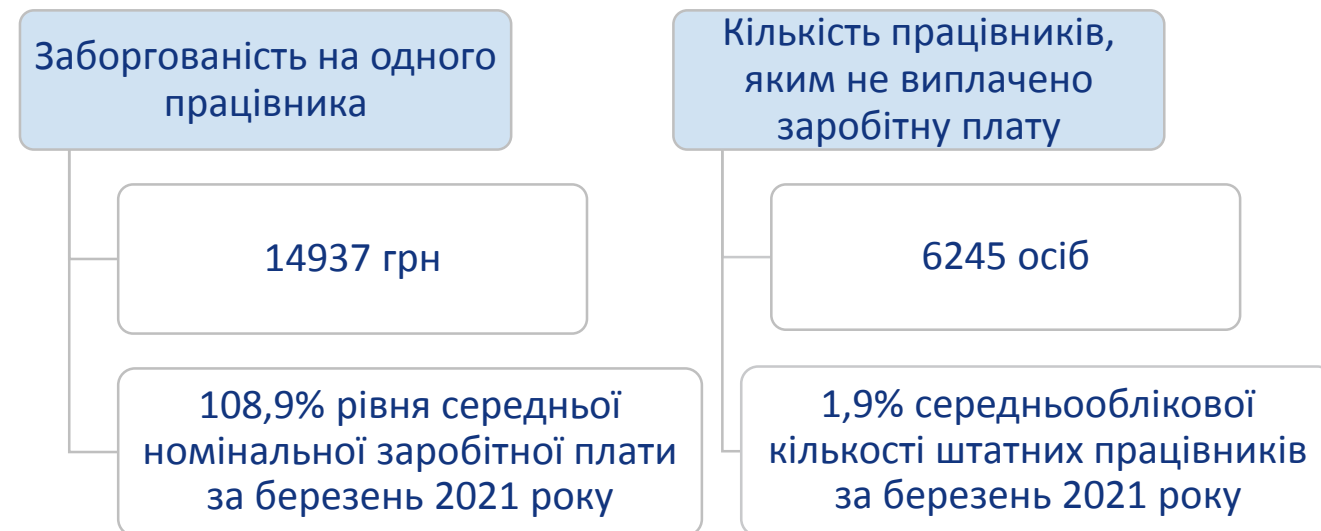 Заборгованість на одного
працівника
14937 грн
108,9% рівня середньої
номінальної заробітної плати
за березень 2021 року
Кількість працівників,
яким не виплачено
заробітну плату
6245 осіб
1,9% середньооблікової
кількості штатних працівників
за березень 2021 року